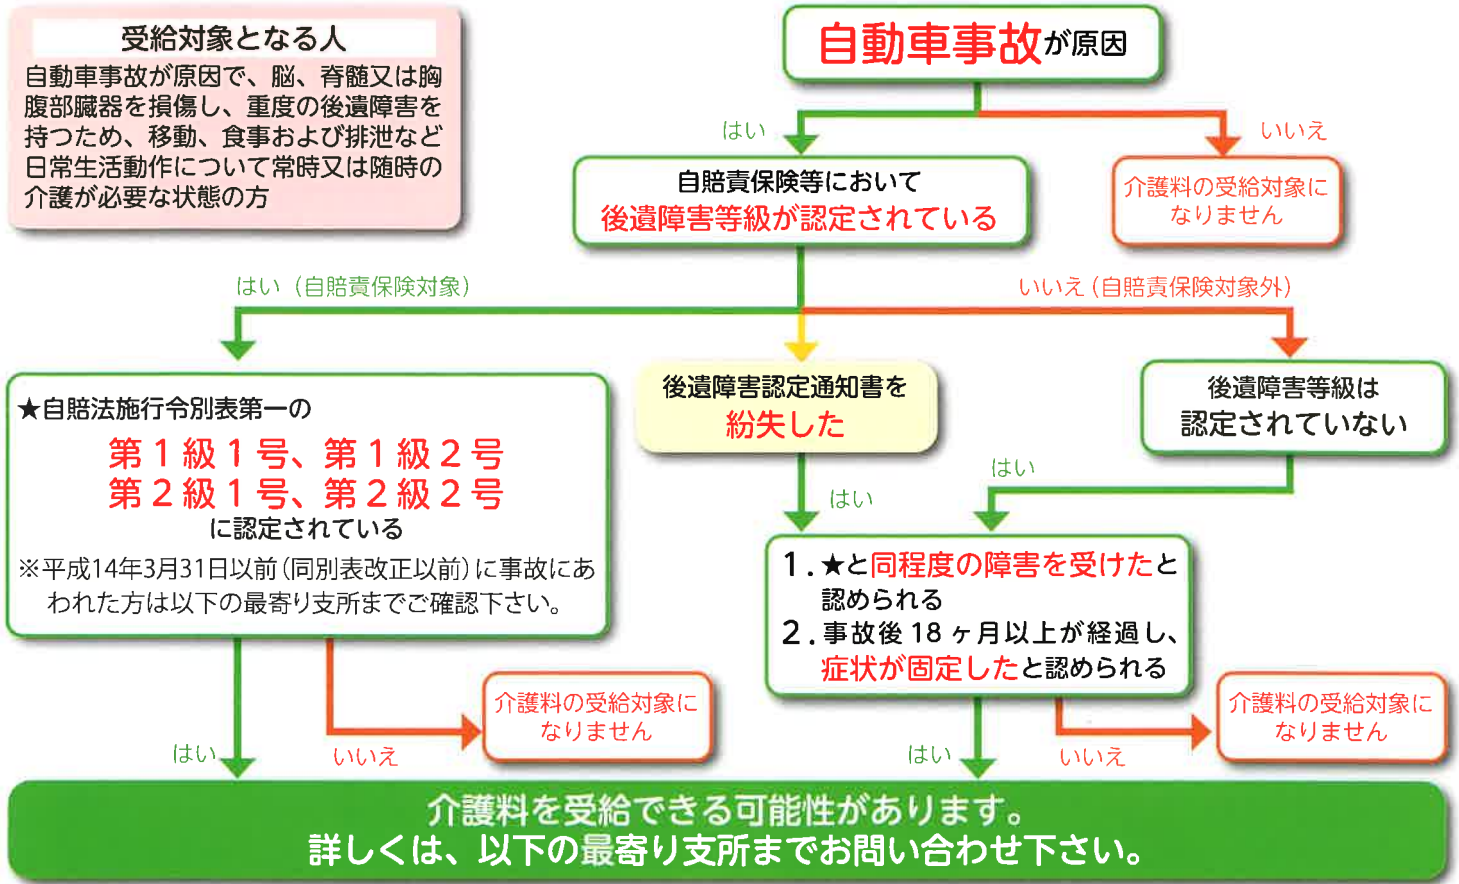 受給対象となる人
自動車事故が原因で、脳、脊髄又は胸
腹部臓器を損傷し、重度の後遺障害を
持つため、移動、食事および排泄など
日常生活動作について常時又は随時の
介護が必要な状態の方
自動車事故が原因
はい
いいえ
自賠責保険等において
後遺障害等級が認定されている
介護料の受給対象に
なりません
はい（自賠責保険対象）
いいえ（自賠責保険対象外）
★自賠法施行令別表第一の
第１級１号、第１級２号
第２級１号、第２級２号
に認定されている
※平成14年3月31日以前（同別表改正以前）に事故にあ
われた方は以下の最寄り支所までご確認下さい。
後遺障害認定通知書を
紛失した
後遺障害等級は
認定されていない
はい
はい
1．★と同程度の障害を受けたと
認められる
2．事故後 18 ヶ月以上が経過し、
症状が固定したと認められる
介護料の受給対象に
なりません
介護料の受給対象に
なりません
はい
いいえ
はい
いいえ
介護料を受給できる可能性があります。
詳しくは、以下の最寄り支所までお問い合わせ下さい。